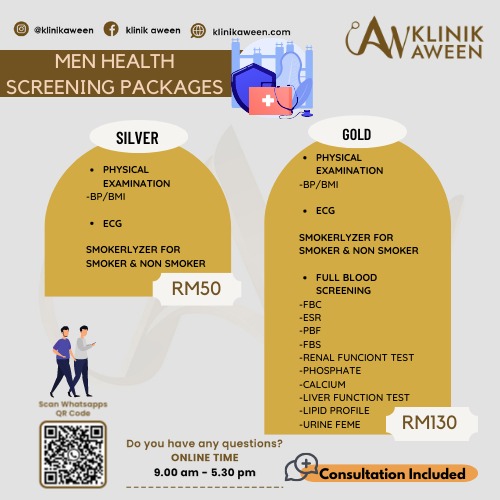 @klinikaween
klinik aween
klinikaween.com
KLINIK
AWEEN
MEN HEALTH
SCREENING PACKAGES
SILVER
• PHYSICAL
EXAMINATION
-BP/BMI
• ECG
SMOKERLYZER FOR
SMOKER & NON SMOKER
RM50
GOLD
• PHYSICAL
EXAMINATION
-BP/BMI
• ECG
SMOKERLYZER FOR
SMOKER & NON SMOKER
• FULL BLOOD
SCREENING
-FBC
-ESR
-PBF
-FBS
-RENAL FUNCIONT TEST
-PHOSPHATE
-CALCIUM
-LIVER FUNCTION TEST
-LIPID PROFILE
-URINE FEME
RM130
Scan Whatsapps
QR Code
Do you have any questions?
ONLINE TIME
9.00 am - 5.30 pm
Consultation Included